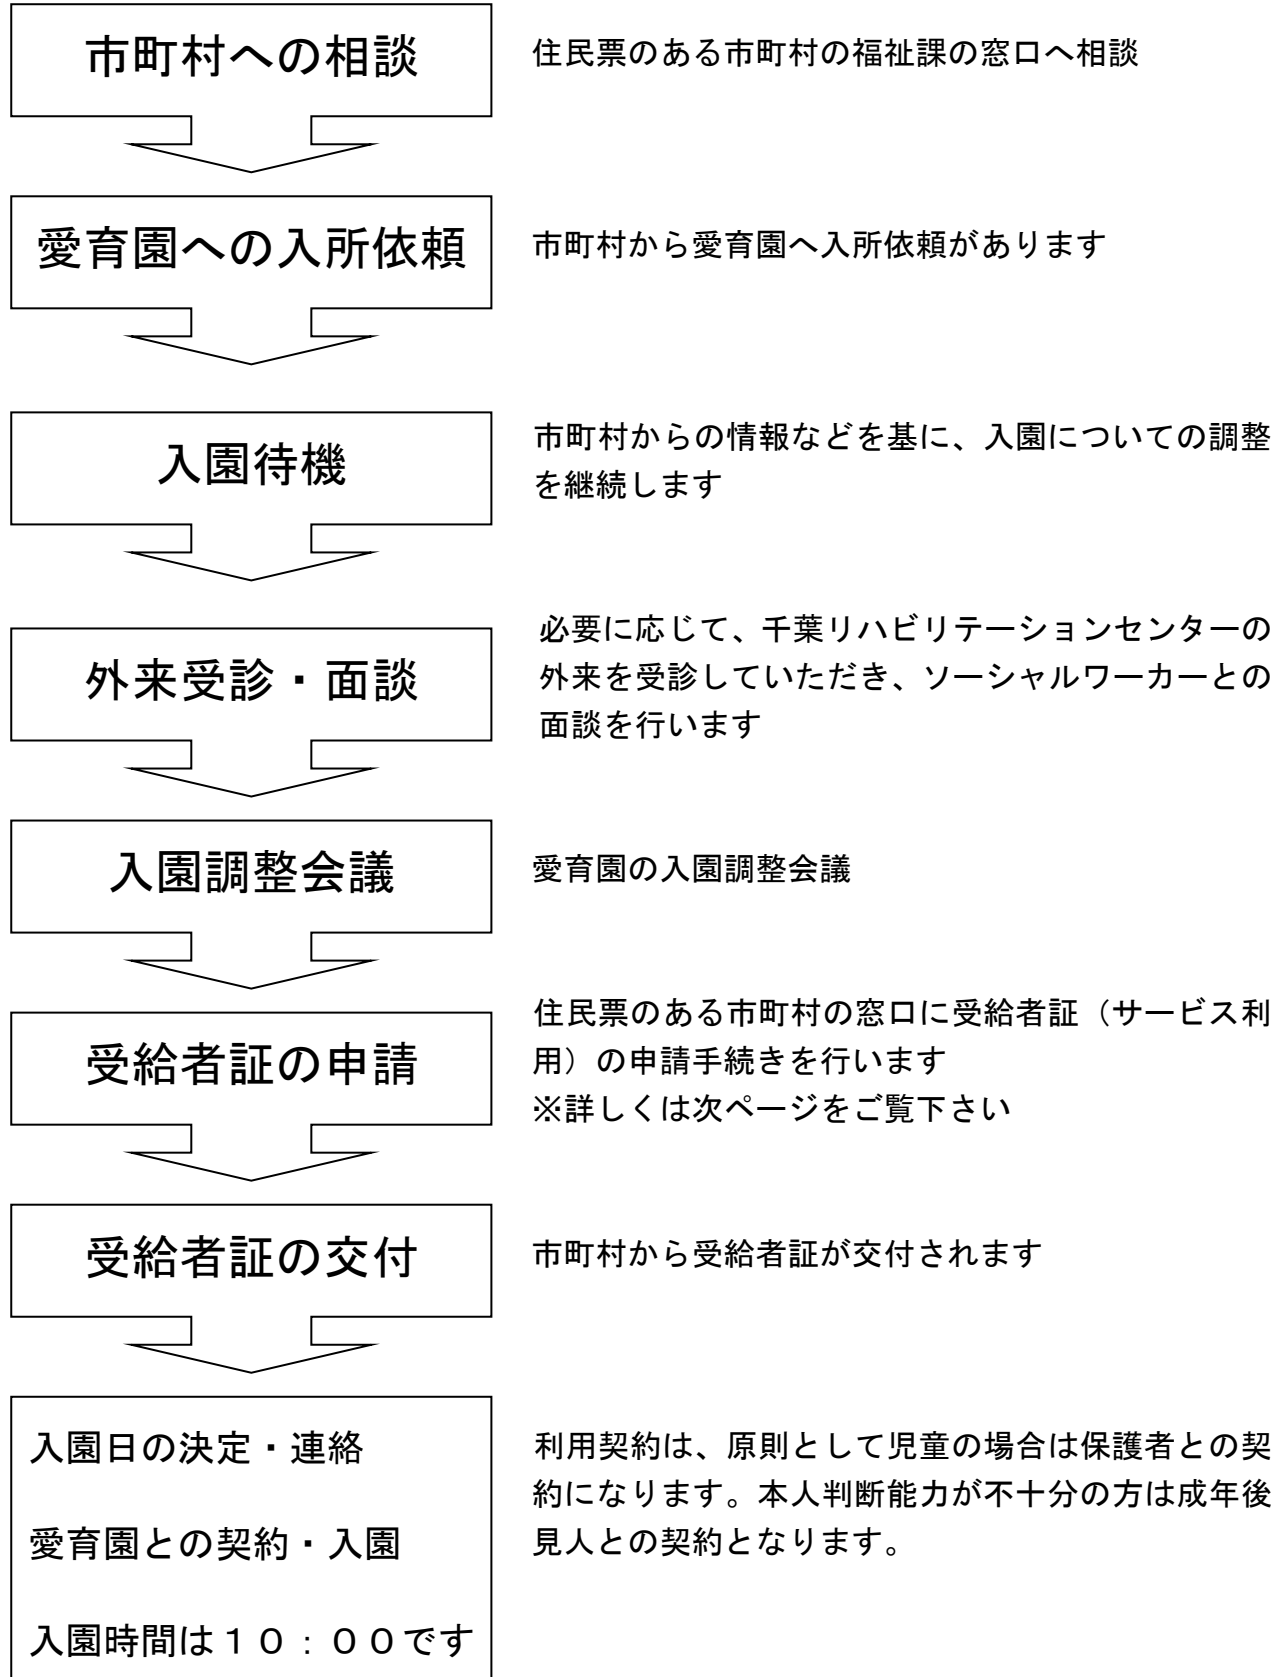 市町村への相談
住民票のある市町村の福祉課の窓口へ相談
愛育園への入所依頼
市町村から愛育園へ入所依頼があります
入園待機
市町村からの情報などを基に、入園についての調整
を継続します
外来受診・面談
必要に応じて、千葉リハビリテーションセンターの
外来を受診していただき、ソーシャルワーカーとの
面談を行います
入園調整会議
愛育園の入園調整会議
受給者証の申請
住民票のある市町村の窓口に受給者証（サービス利
用）の申請手続きを行います
※詳しくは次ページをご覧下さい
受給者証の交付
市町村から受給者証が交付されます
入園日の決定・連絡
愛育園との契約・入園
入園時間は１０：００です
利用契約は、原則として児童の場合は保護者との契
約になります。本人判断能力が不十分の方は成年後
見人との契約となります。